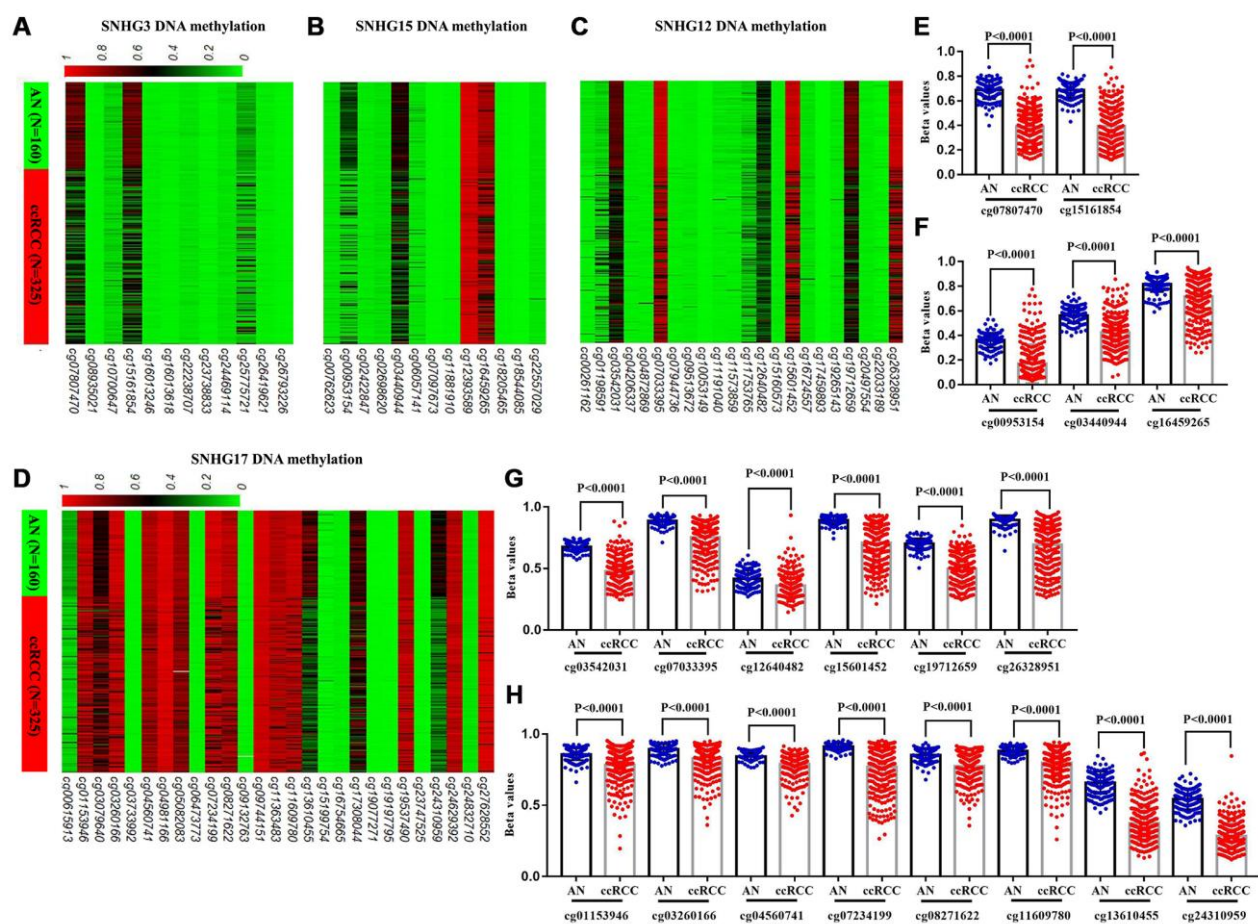 A
SNHG3 DNA methylation
1 0.8 0.6 0.4 0.2 0
AN (N=160)
ccRCC (N=325)
cg07807470
cg08935021
cg10700647
cg15161854
cg16013246
cg16013618
cg22238707
cg23738833
cg24469114
cg25775721
cg26419621
cg26793226
B
SNHG15 DNA methylation
cg00762623
cg00953154
cg02422847
cg02698620
cg03440944
cg06057141
cg07097673
cg11881910
cg12393589
cg16459265
cg18205465
cg18544085
cg22557029
C
SNHG12 DNA methylation
cg00261162
cg01198591
cg03542031
cg04206337
cg04872869
cg07033395
cg07944736
cg09513672
cg10053149
cg11191040
cg11573859
cg11753765
cg12640482
cg15160573
cg15601452
cg16724557
cg17459893
cg19265143
cg19712659
cg20497554
cg22033189
cg26328951
E
P<0.0001 P<0.0001
Beta values
1.0
0.8
0.6
0.4
0.2
0.0
AN ccRCC AN ccRCC
cg07807470 cg15161854
F
P<0.0001 P<0.0001 P<0.0001
Beta values
1.0
0.8
0.6
0.4
0.2
0.0
AN ccRCC AN ccRCC AN ccRCC
cg00953154 cg03440944 cg16459265
D
SNHG17 DNA methylation
1 0.8 0.6 0.4 0.2 0
AN (N=160)
ccRCC (N=325)
cg00615913
cg01153946
cg03079640
cg03260166
cg03733992
cg04560741
cg04981166
cg05082083
cg06473773
cg07234199
cg08271622
cg09132763
cg09744151
cg11363483
cg11609780
cg13610455
cg15199754
cg16754665
cg17308044
cg19077271
cg19197795
cg19537490
cg23747525
cg24310959
cg24629392
cg24832710
cg27628552
G
P<0.0001 P<0.0001 P<0.0001 P<0.0001 P<0.0001 P<0.0001
Beta values
1.0
0.5
0.0
AN ccRCC AN ccRCC AN ccRCC AN ccRCC AN ccRCC AN ccRCC
cg03542031 cg07033395 cg12640482 cg15601452 cg19712659 cg26328951
H
P<0.0001 P<0.0001 P<0.0001 P<0.0001 P<0.0001 P<0.0001 P<0.0001 P<0.0001
Beta values
1.0
0.5
0.0
AN ccRCC AN ccRCC AN ccRCC AN ccRCC AN ccRCC AN ccRCC AN ccRCC AN ccRCC
cg01153946 cg03260166 cg04560741 cg07234199 cg08271622 cg11609780 cg13610455 cg24310959